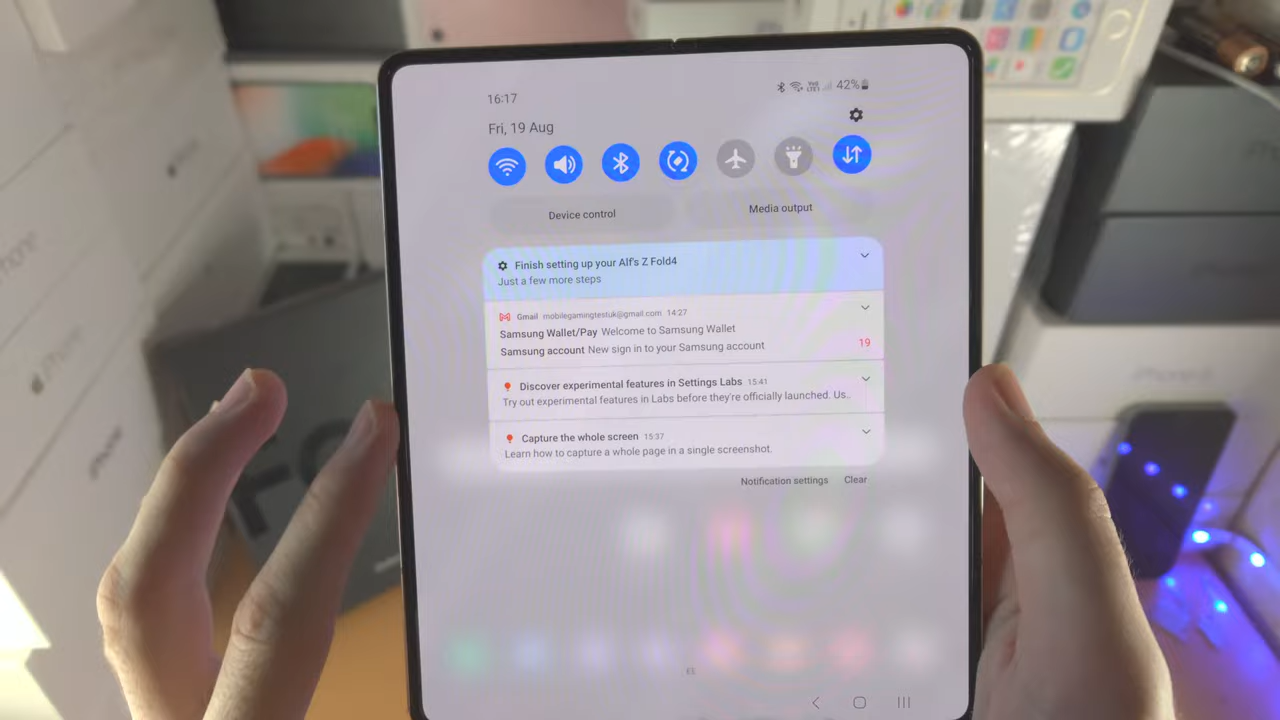 16:17
42%
Fri, 19 Aug
Device control
Media output
Finish setting up your Alf's Z Fold4
Just a few more steps
Gmail mobilegamingtestuk@gmail.com 14:27
Samsung Wallet/Pay Welcome to Samsung Wallet
Samsung account New sign in to your Samsung account
19
Discover experimental features in Settings Labs 15:41
Try out experimental features in Labs before they're officially launched. Us..
Capture the whole screen 15:37
Learn how to capture a whole page in a single screenshot.
Notification settings Clear
iPhone
iPhone